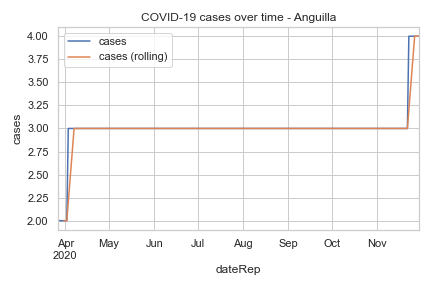 COVID-19 cases over time - Anguilla
cases
cases (rolling)
4.00
3.75
3.50
3.25
3.00
2.75
2.50
2.25
2.00
cases
Apr May Jun Jul Aug Sep Oct Nov
2020
dateRep